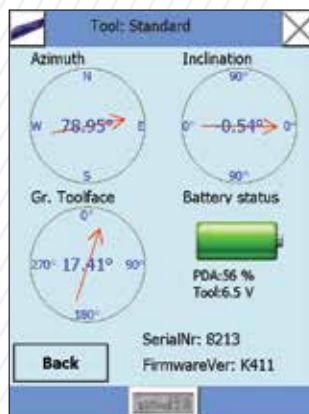 Tool: Standard
Azimuth
N
W 78.95° E
S
Inclination
90°
0° -0.54° 0°
90°
Gr. Toolface
0°
270° 17.41° 90°
180°
Battery status
PDA:56 %
Tool:6.5 V
SerialNr: 8213
Back
FirmwareVer: K411